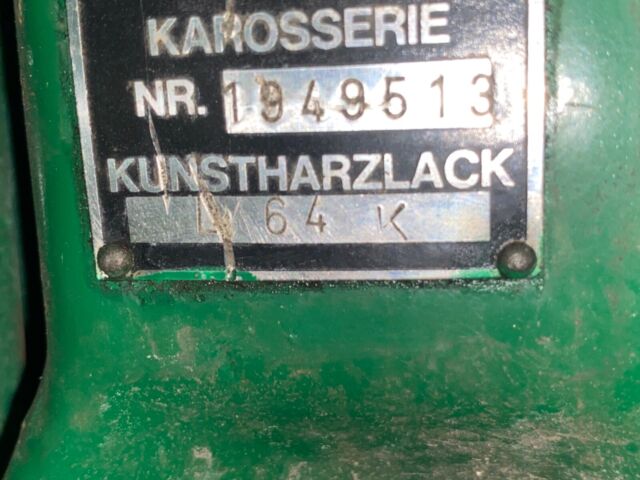 KAROSSERIE
NR. 1949513
KUNSTHARZLACK
L 64 K